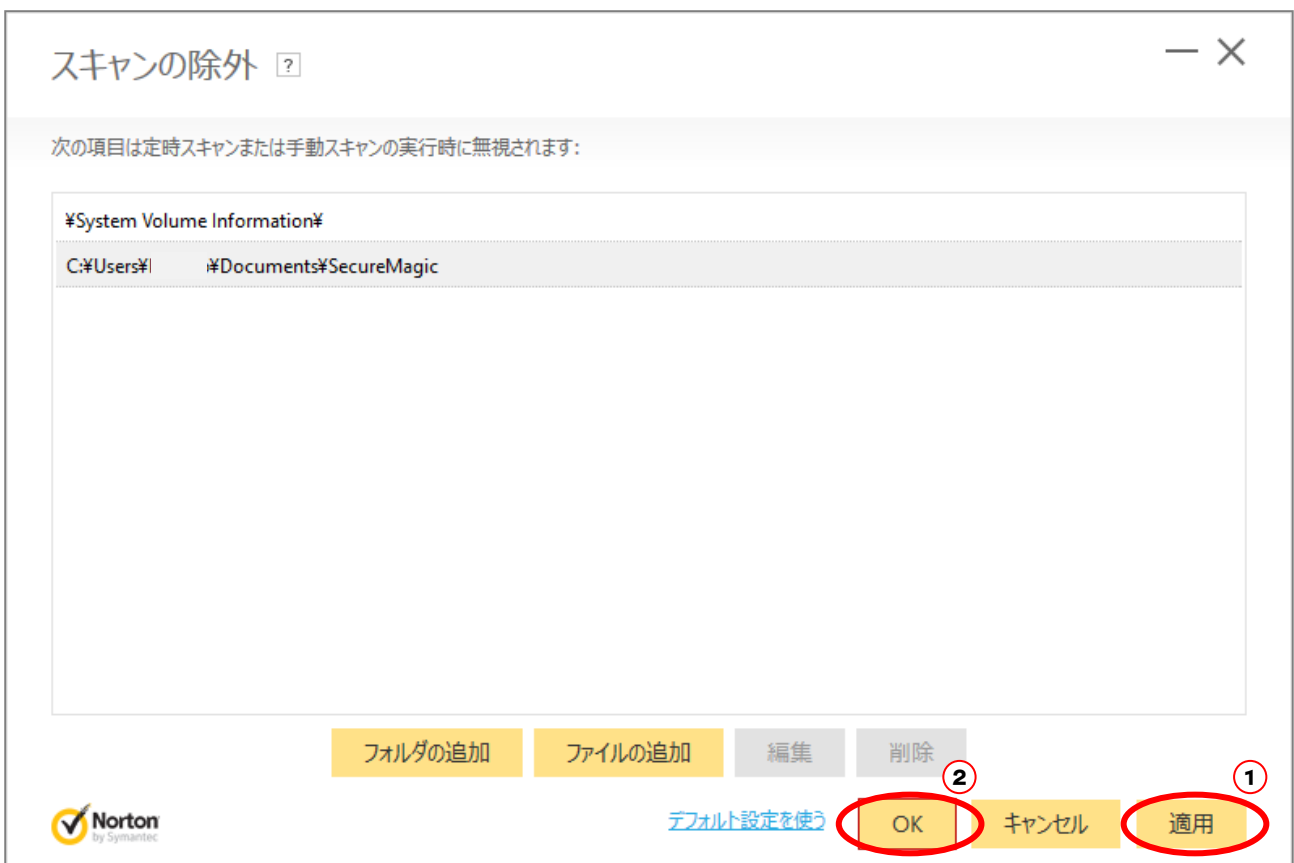 スキャンの除外 ?
次の項目は定時スキャンまたは手動スキャンの実行時に無視されます:
¥System Volume Information¥
C:¥Users¥ ¥Documents¥SecureMagic
フォルダの追加 ファイルの追加 編集 削除
② ①
Norton
by Symantec
デフォルト設定を使う OK キャンセル 適用